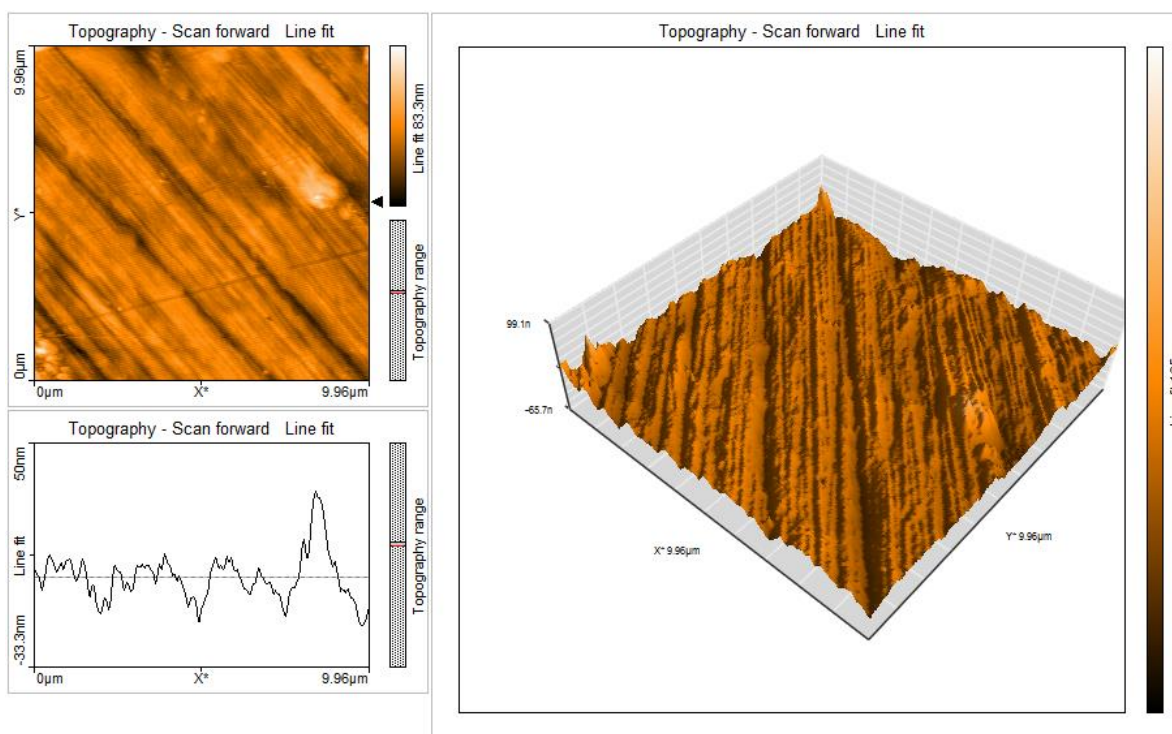 Topography - Scan forward Line fit
9.96µm
Y*
0µm
0µm X* 9.96µm
Line fit 83.3nm
Topography range
Topography - Scan forward Line fit
50nm
Line fit
-33.3nm
0µm X* 9.96µm
Topography range
Topography - Scan forward Line fit
99.1n
-65.7n
X* 9.96µm
Y* 9.96µm